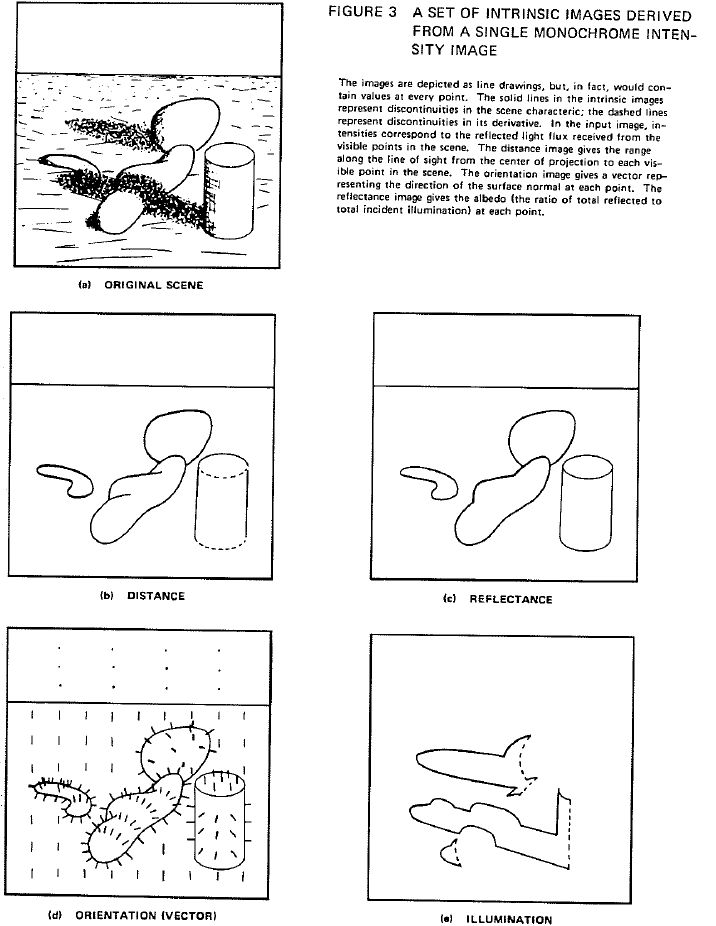 FIGURE 3 A SET OF INTRINSIC IMAGES DERIVED
FROM A SINGLE MONOCHROME INTEN-
SITY IMAGE
The images are depicted as line drawings, but, in fact, would con-
tain values at every point. The solid lines in the intrinsic images
represent discontinuities in the scene characteric; the dashed lines
represent discontinuities in its derivative. In the input image, in-
tensities correspond to the reflected light flux received from the
visible points in the scene. The distance image gives the range
along the line of sight from the center of projection to each vis-
ible point in the scene. The orientation image gives a vector rep-
resenting the direction of the surface normal at each point. The
reflectance image gives the albedo (the ratio of total reflected to
total incident illumination) at each point.
(a) ORIGINAL SCENE
(b) DISTANCE
(c) REFLECTANCE
(d) ORIENTATION (VECTOR)
(e) ILLUMINATION